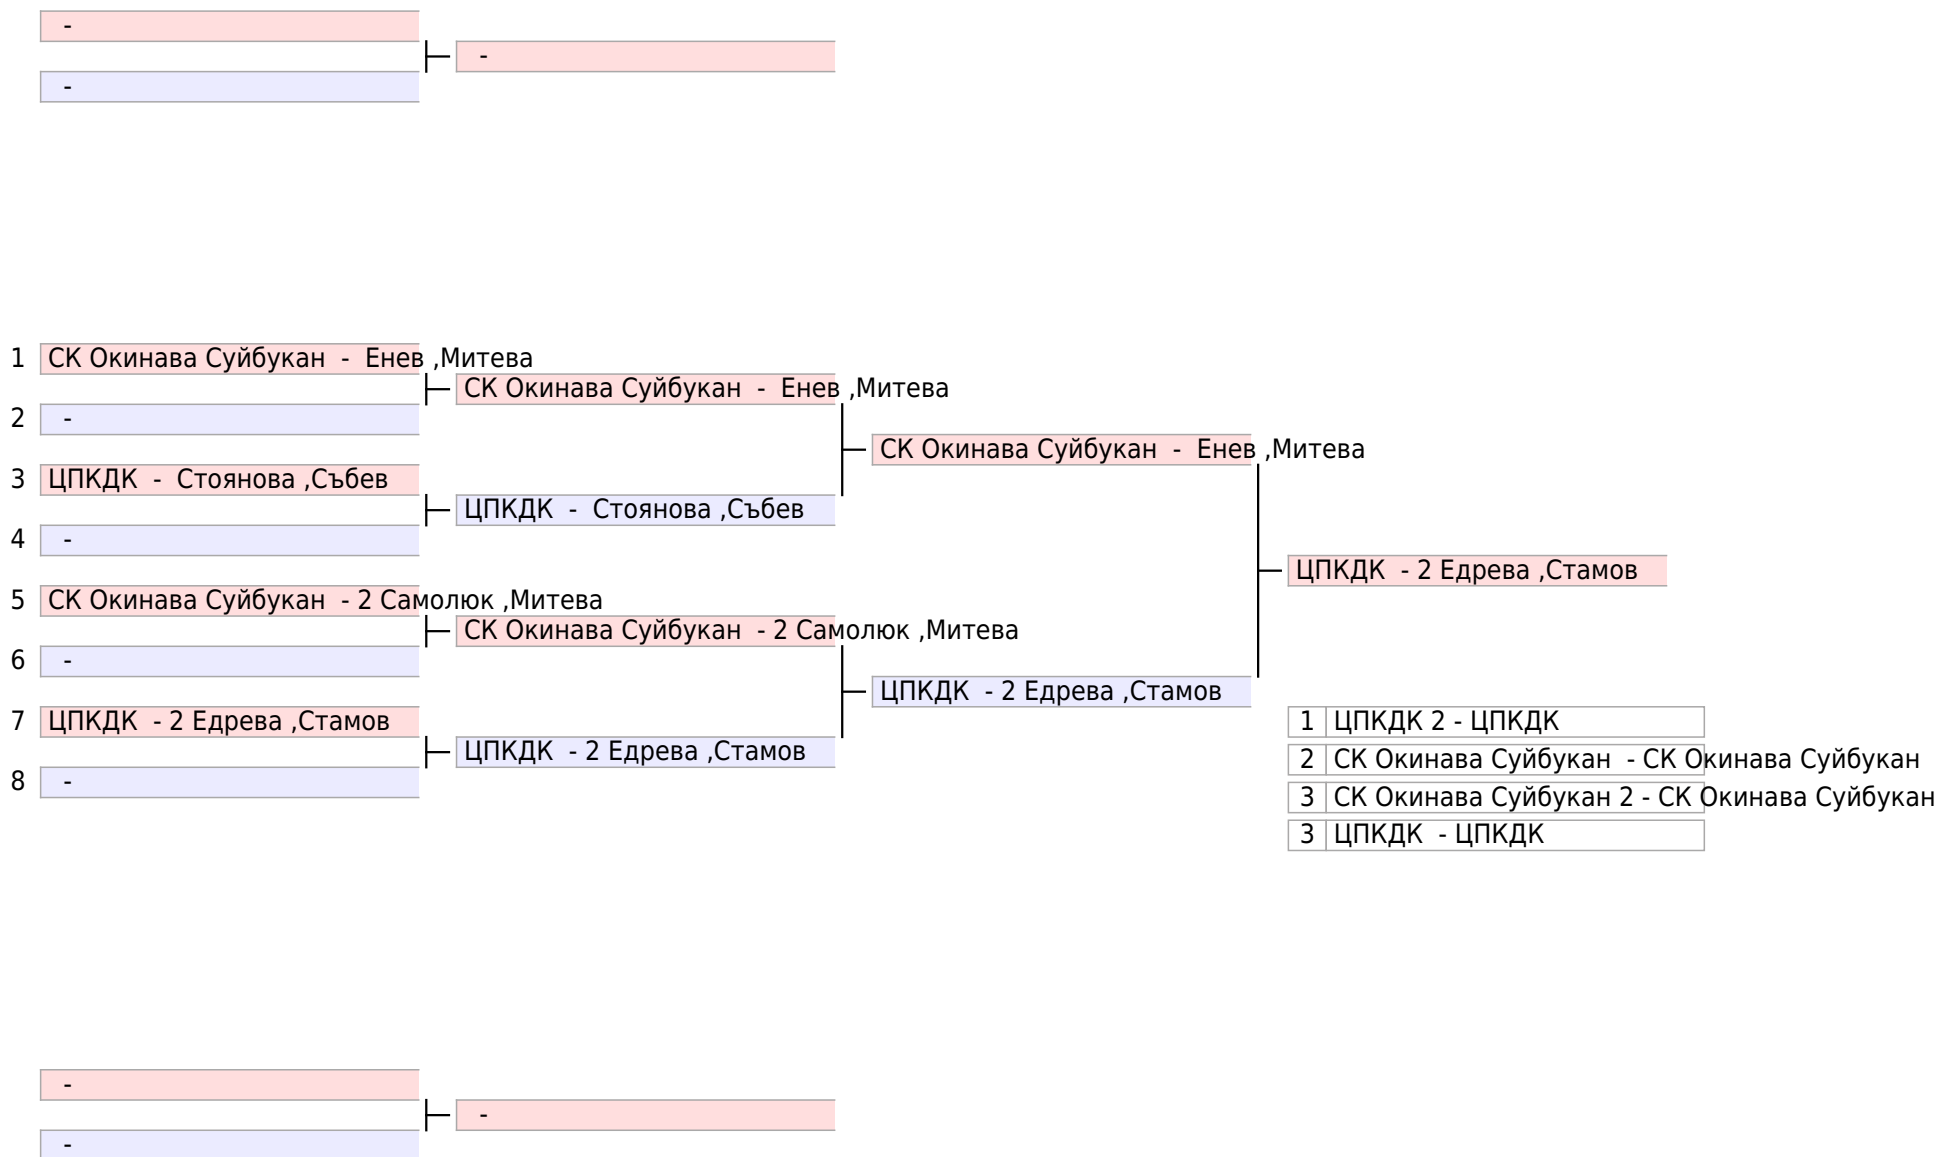 -
-
-
1 СК Окинава Суйбукан - Енев ,Митева
СК Окинава Суйбукан - Енев ,Митева
2 -
СК Окинава Суйбукан - Енев ,Митева
3 ЦПКДК - Стоянова ,Събев
ЦПКДК - Стоянова ,Събев
4 -
ЦПКДК - 2 Едрева ,Стамов
5 СК Окинава Суйбукан - 2 Самолюк ,Митева
СК Окинава Суйбукан - 2 Самолюк ,Митева
6 -
ЦПКДК - 2 Едрева ,Стамов
7 ЦПКДК - 2 Едрева ,Стамов
ЦПКДК - 2 Едрева ,Стамов
8 -
1 ЦПКДК 2 - ЦПКДК
2 СК Окинава Суйбукан - СК Окинава Суйбукан
3 СК Окинава Суйбукан 2 - СК Окинава Суйбукан
3 ЦПКДК - ЦПКДК
-
-
-